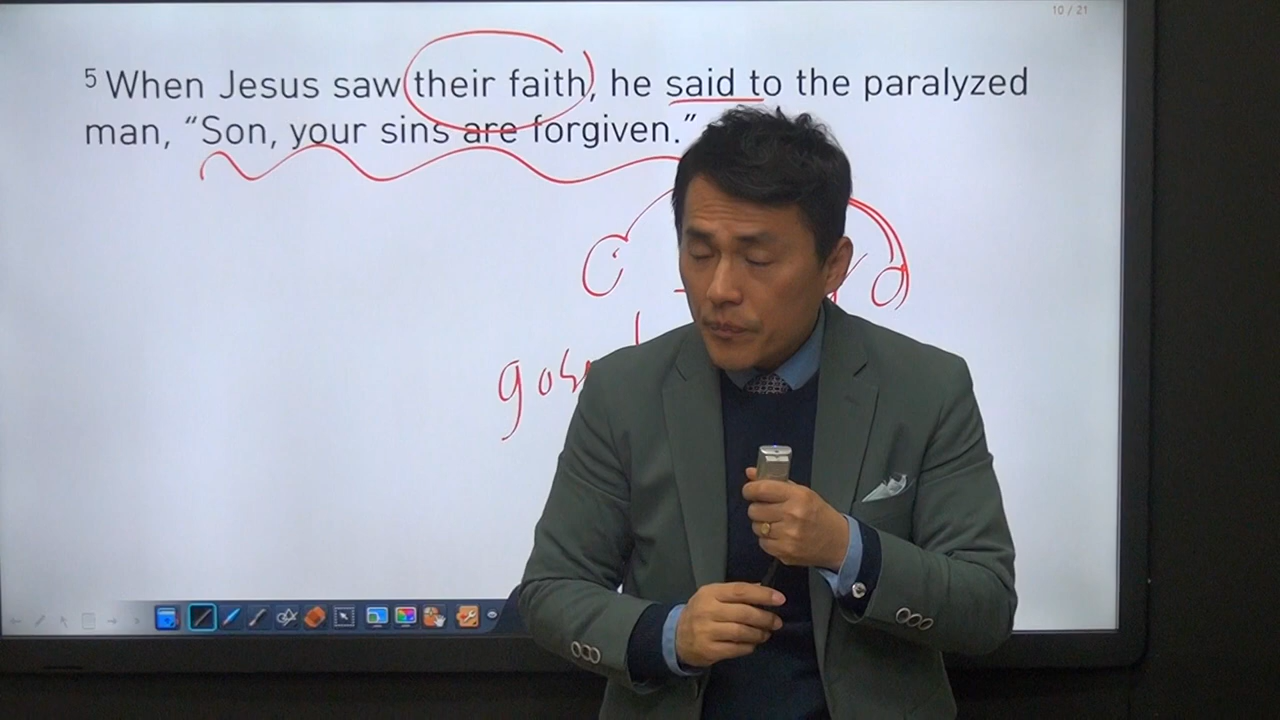 10 / 21
5 When Jesus saw their faith, he said to the paralyzed
man, “Son, your sins are forgiven.”